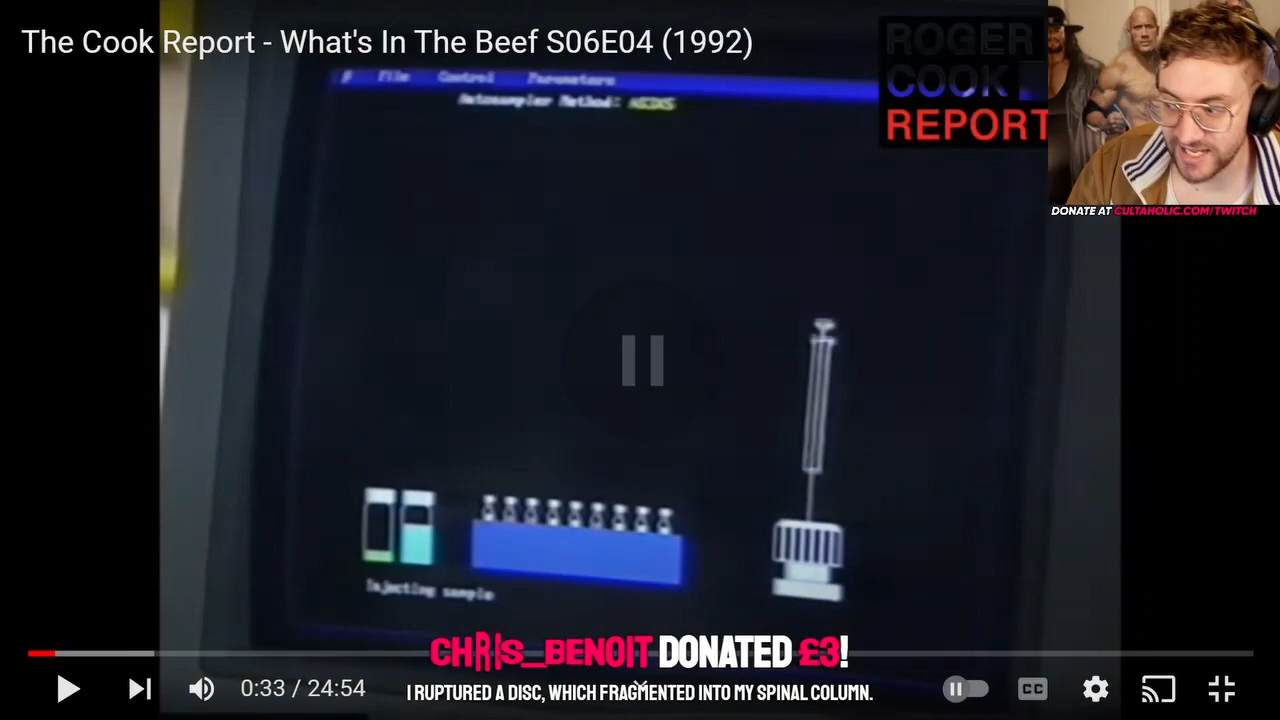 The Cook Report - What's In The Beef S06E04 (1992)
ROGER
COOK
REPORT
File Control Parameters
Autosampler Method:
DONATE AT CULTAHOLIC.COM/TWITCH
Injecting sample
CHRIS_BENOIT DONATED £3!
I RUPTURED A DISC, WHICH FRAGMENTED INTO MY SPINAL COLUMN.
0:33 / 24:54
CC